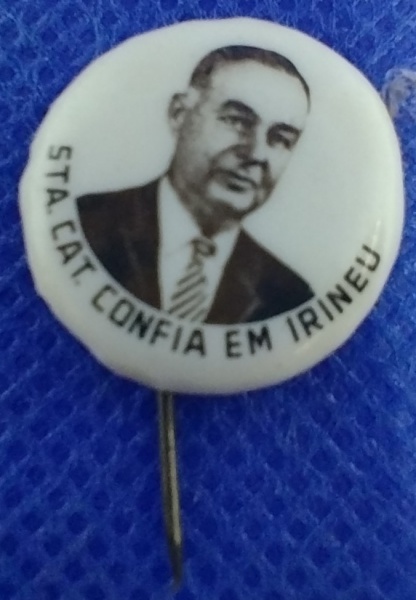 STA. CAT. CONFIA EM IRINEU